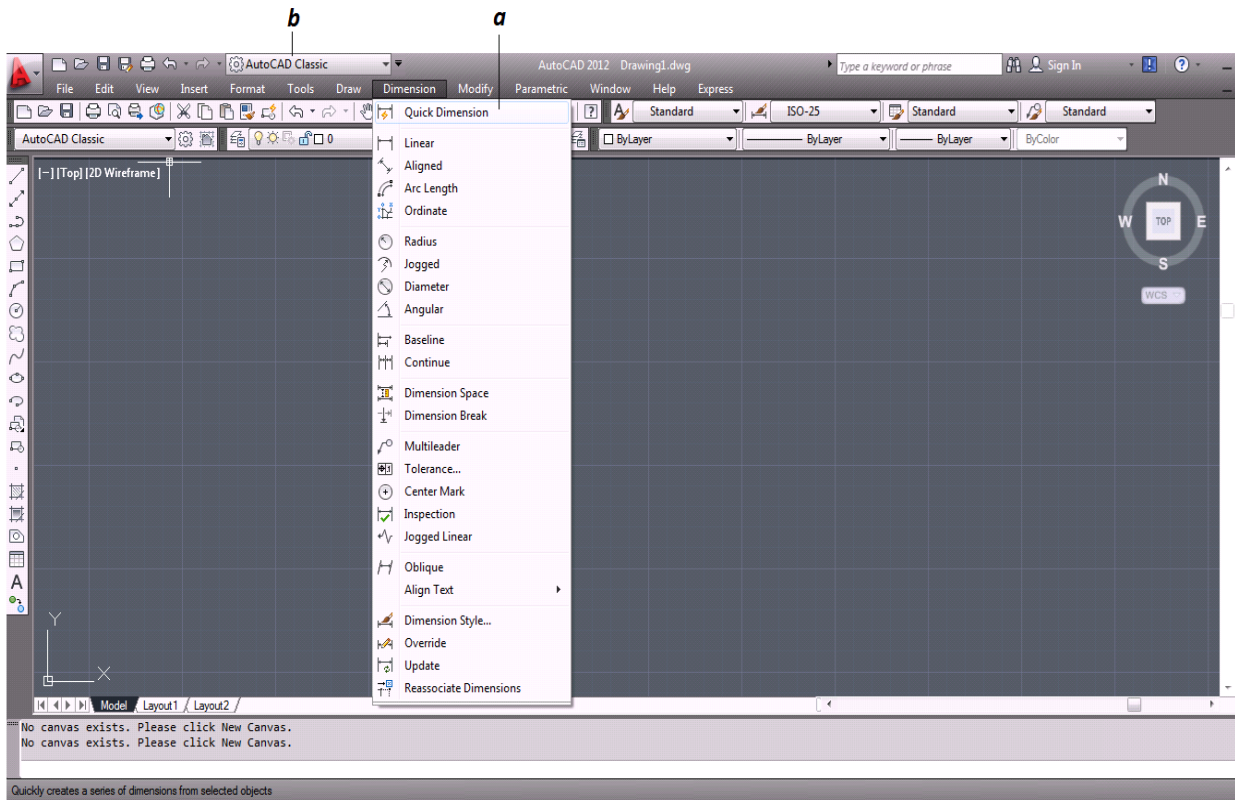 b a
AutoCAD Classic AutoCAD 2012 Drawing1.dwg Type a keyword or phrase Sign In
File Edit View Insert Format Tools Draw Dimension Modify Parametric Window Help Express
Quick Dimension Standard ISO-25 Standard Standard
AutoCAD Classic 0 ByLayer ByLayer ByLayer ByColor
Linear
[−] [Top] [2D Wireframe]
Aligned
Arc Length
Ordinate
Radius
Jogged
Diameter
Angular
Baseline
Continue
Dimension Space
Dimension Break
Multileader
Tolerance...
Center Mark
Inspection
Jogged Linear
Oblique
Align Text
Dimension Style...
Override
Update
Reassociate Dimensions
N
W TOP E
S
WCS
A
Y
X
Model Layout1 Layout2
No canvas exists. Please click New Canvas.
No canvas exists. Please click New Canvas.
Quickly creates a series of dimensions from selected objects